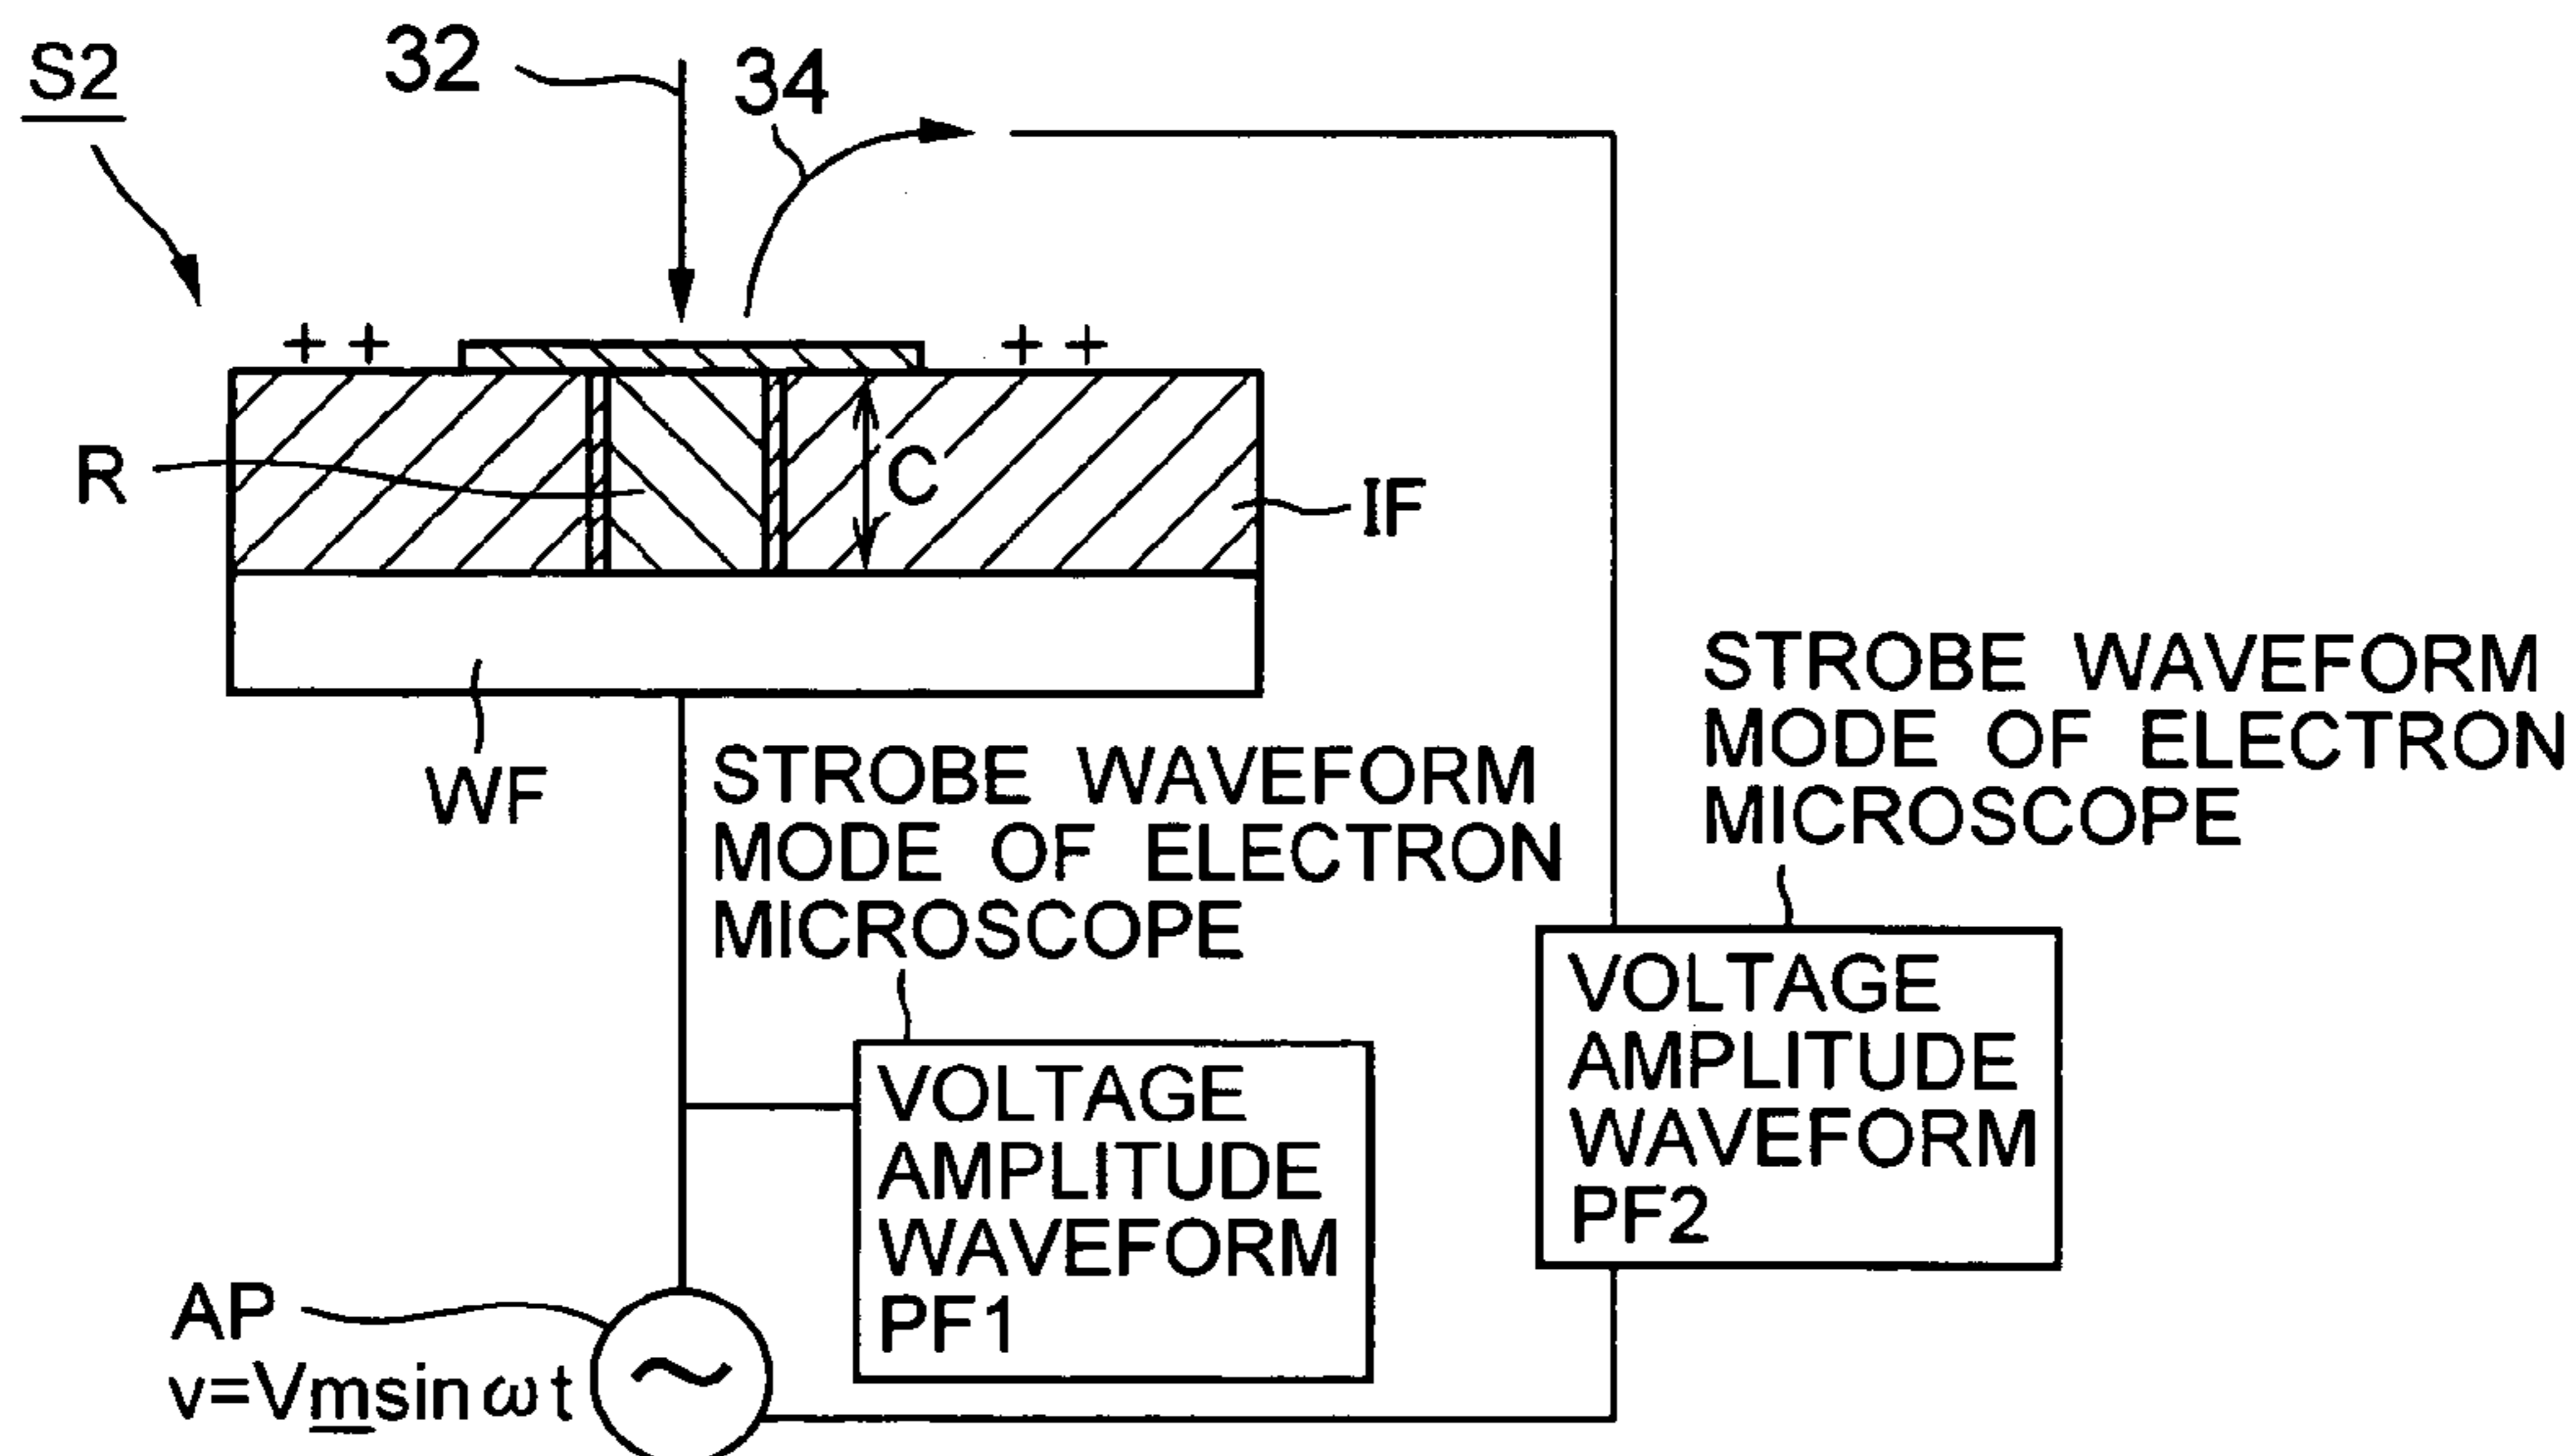 S2
32
34
+ +
+ +
R
C
IF
WF
STROBE WAVEFORM
MODE OF ELECTRON
MICROSCOPE
STROBE WAVEFORM
MODE OF ELECTRON
MICROSCOPE
VOLTAGE
AMPLITUDE
WAVEFORM
PF2
VOLTAGE
AMPLITUDE
WAVEFORM
PF1
AP
v=Vmsinωt
~